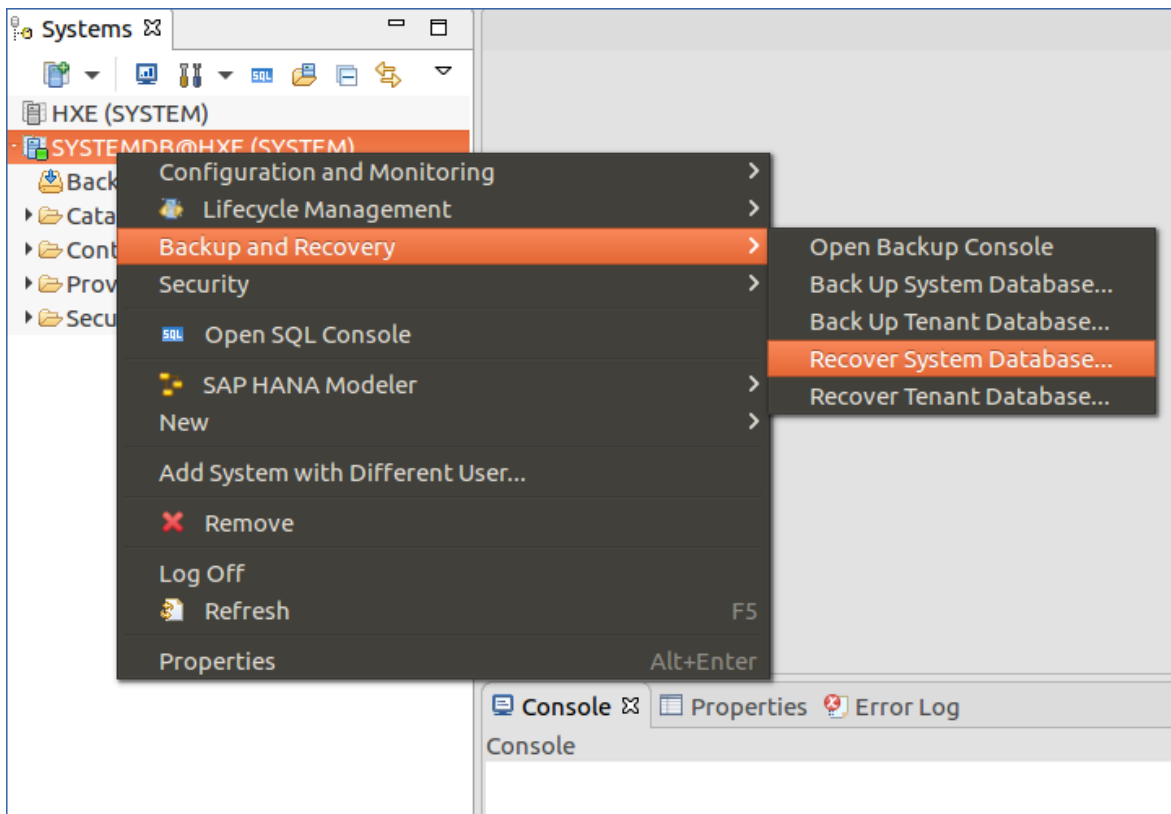 Systems
HXE (SYSTEM)
SYSTEMDB@HXE (SYSTEM)
Back
Cata
Cont
Prov
Secu
Configuration and Monitoring
Lifecycle Management
Backup and Recovery
Security
SQL Open SQL Console
SAP HANA Modeler
New
Add System with Different User...
Remove
Log Off
Refresh F5
Properties Alt+Enter
Open Backup Console
Back Up System Database...
Back Up Tenant Database...
Recover System Database...
Recover Tenant Database...
Console Properties Error Log
Console